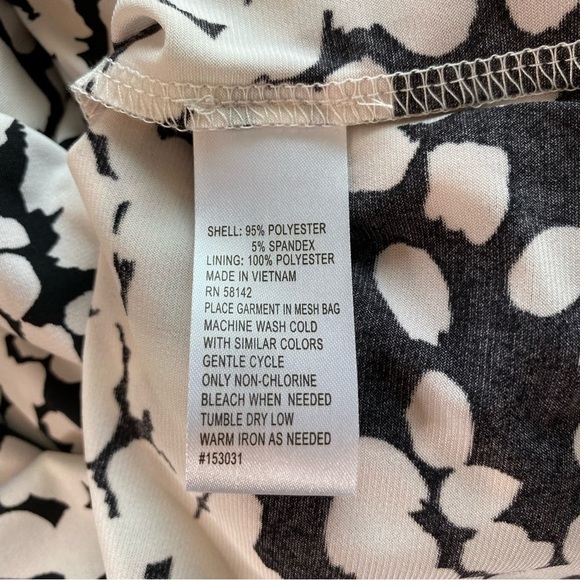 SHELL: 95% POLYESTER
5% SPANDEX
LINING: 100% POLYESTER
MADE IN VIETNAM
RN 58142
PLACE GARMENT IN MESH BAG
MACHINE WASH COLD
WITH SIMILAR COLORS
GENTLE CYCLE
ONLY NON-CHLORINE
BLEACH WHEN NEEDED
TUMBLE DRY LOW
WARM IRON AS NEEDED
#153031